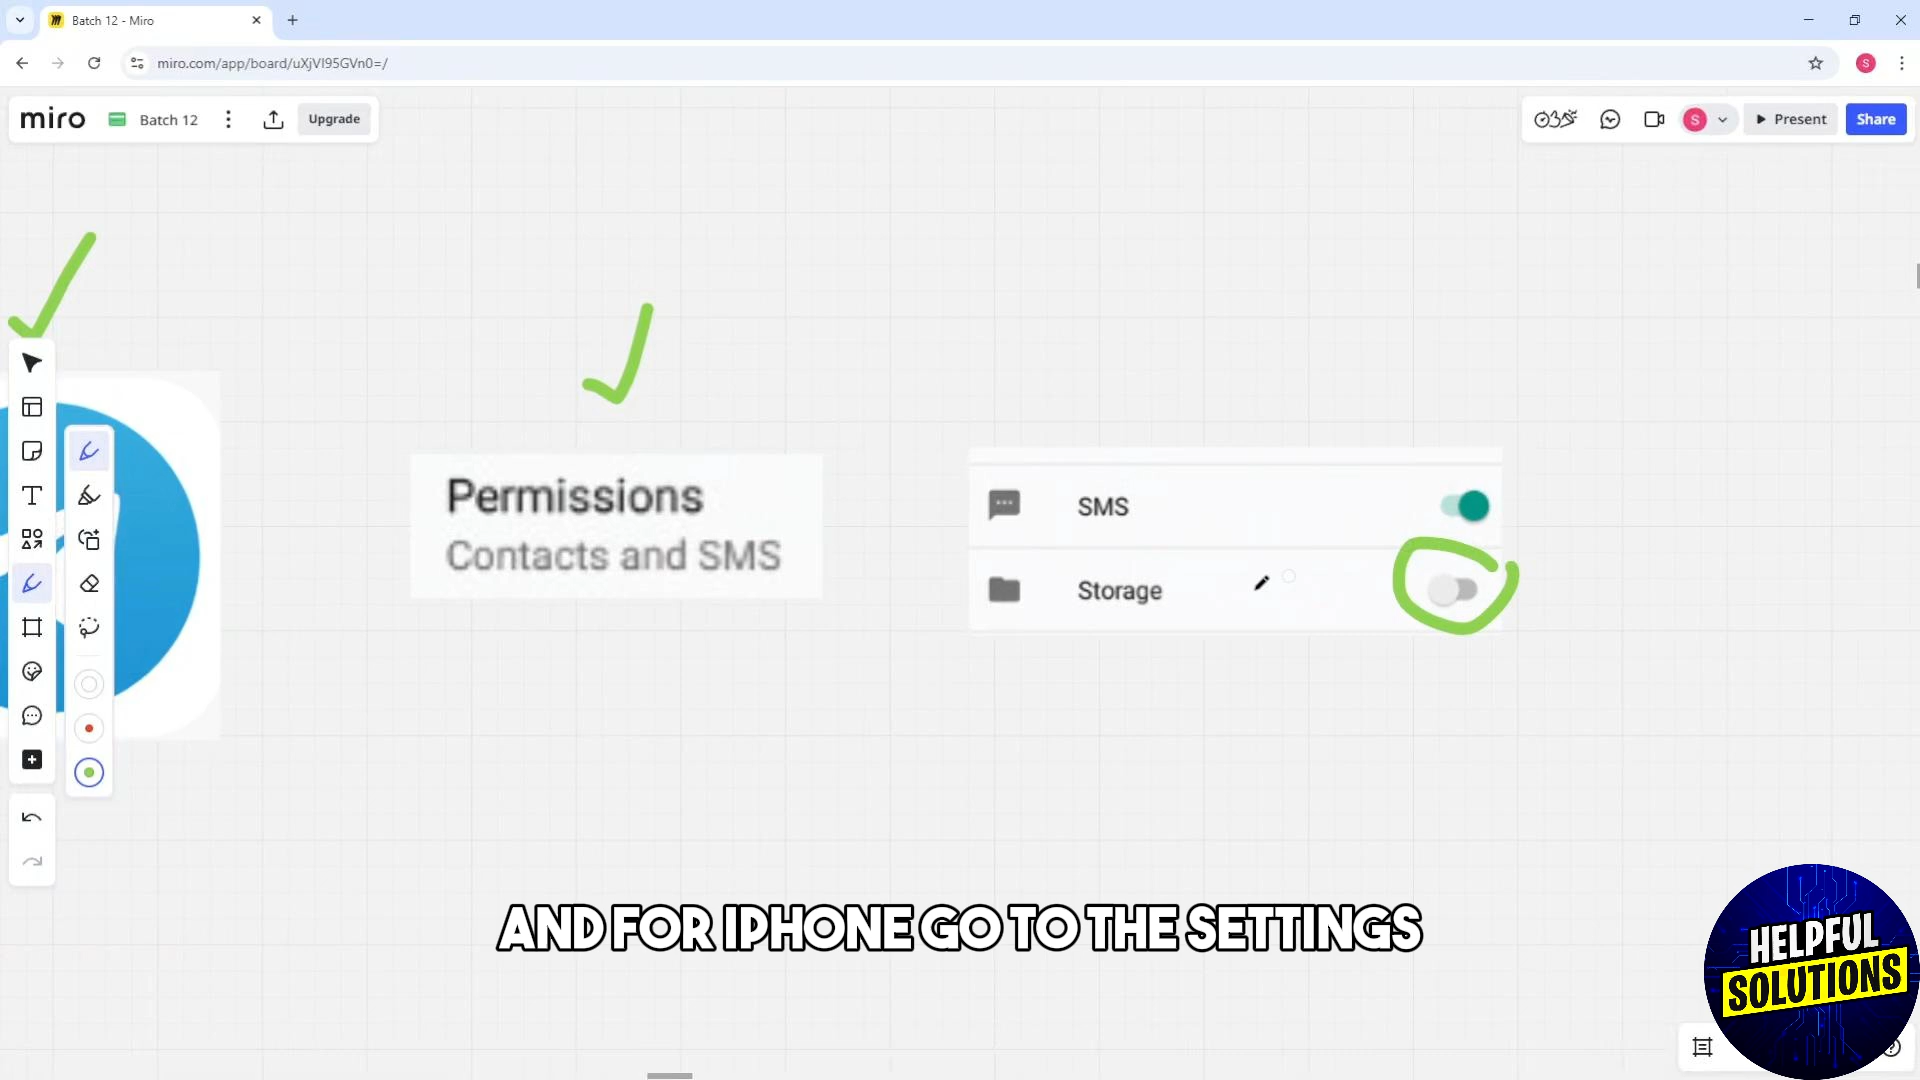 Batch 12 - Miro
miro.com/app/board/uXjVI95GVn0=/
S
miro
Batch 12
Upgrade
S
Present
Share
Permissions
Contacts and SMS
SMS
Storage
AND FOR IPHONE GO TO THE SETTINGS
HELPFUL
SOLUTIONS